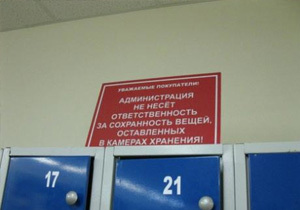 УВАЖАЕМЫЕ ПОКУПАТЕЛИ!
АДМИНИСТРАЦИЯ
НЕ НЕСЁТ
ОТВЕТСТВЕННОСТЬ
ЗА СОХРАННОСТЬ ВЕЩЕЙ,
ОСТАВЛЕННЫХ
В КАМЕРАХ ХРАНЕНИЯ!
17
21